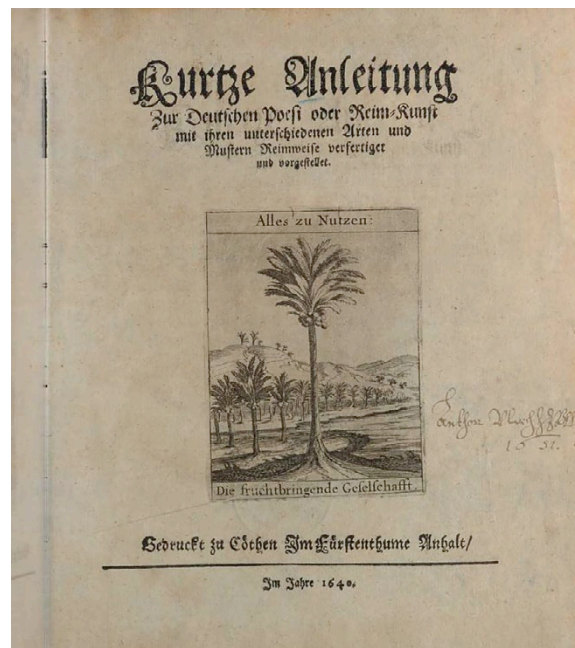 Kurtze Anleitung
Zur Deutschen Poesi oder Reim-Kunst
mit ihren unterschiedenen Arten und
Mustern Reimweise verfertiget
und vorgestellet.
Alles zu Nutzen:
Die fruchtbringende Geselschafft.
Gedruckt zu Cöthen Im Fürstenthume Anhalt/
Im Jahre 1640.